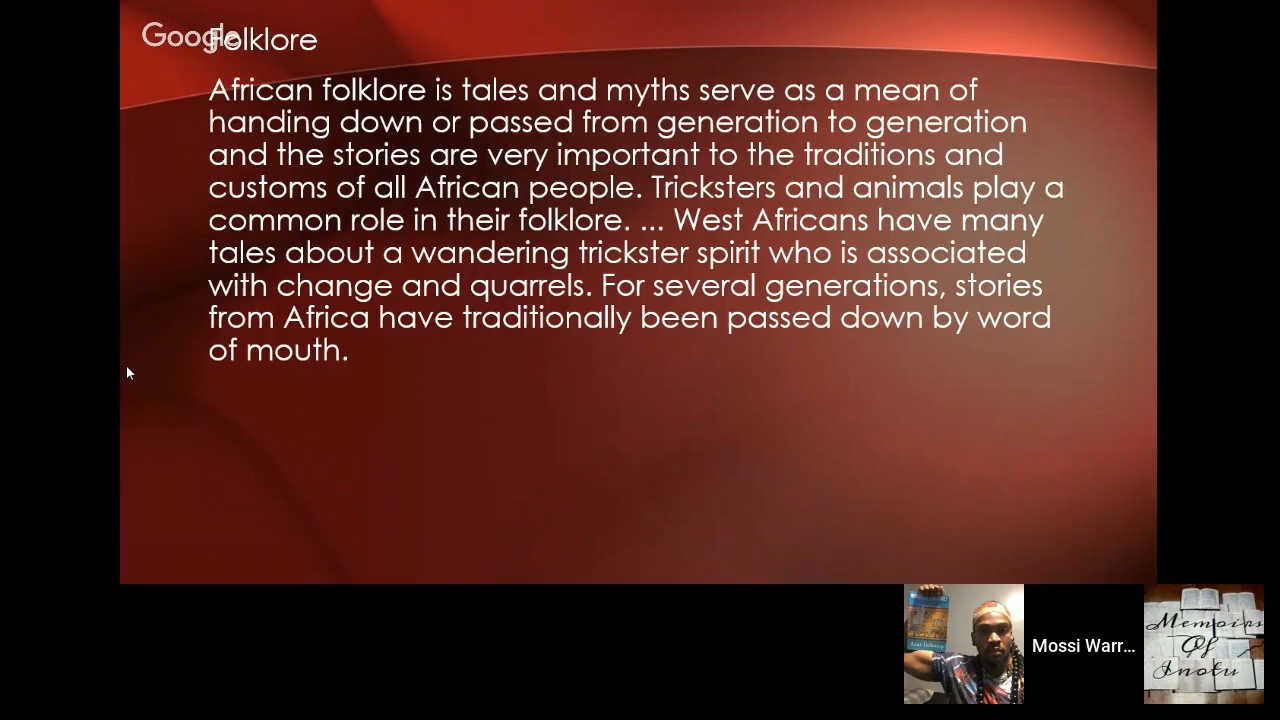 Google
Folklore
African folklore is tales and myths serve as a mean of
handing down or passed from generation to generation
and the stories are very important to the traditions and
customs of all African people. Tricksters and animals play a
common role in their folklore. ... West Africans have many
tales about a wandering trickster spirit who is associated
with change and quarrels. For several generations, stories
from Africa have traditionally been passed down by word
of mouth.
Mossi Warr...
Memoirs
Of